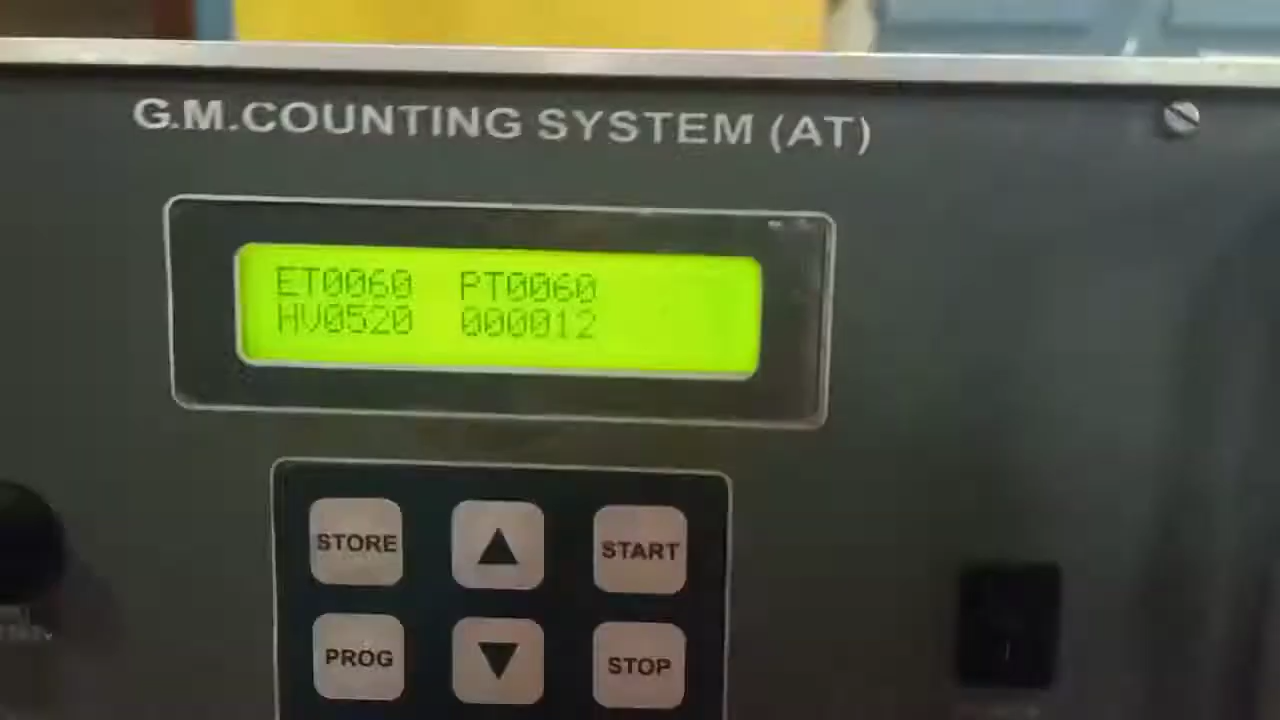 G.M.COUNTING SYSTEM (AT)
ET0060 PT0060
HV0520 000012
STORE ▲ START
PROG ▼ STOP